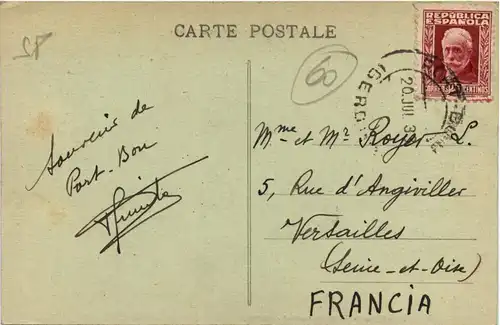 CARTE POSTALE
REPÚBLICA
ESPAÑOLA
SP
60
GERO
20 JUL 3
Souvenir de
Port-Bou
Mme et Mr Royer L.
5, Rue d'Angiviller
Versailles
(Seine-et-Oise)
FRANCIA